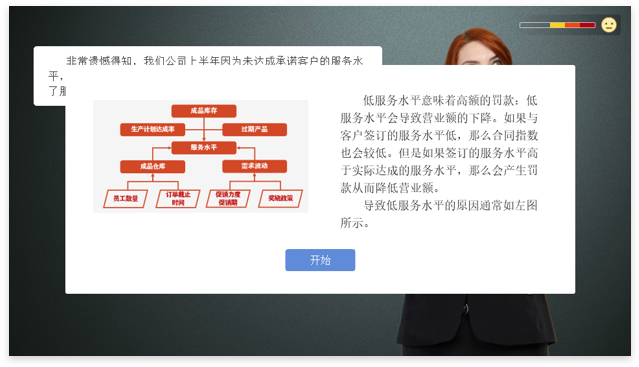 非常遗憾得知，我们公司上半年因为未达成承诺客户的服务水
平，
了服
成品库存
生产计划达成率
过期产品
服务水平
成品仓库
需求波动
员工数量
订单截止
时间
促销力度
促销期
奖励政策
低服务水平意味着高额的罚款；低
服务水平会导致营业额的下降。如果与
客户签订的服务水平低，那么合同指数
也会较低。但是如果签订的服务水平高
于实际达成的服务水平，那么会产生罚
款从而降低营业额。
导致低服务水平的原因通常如左图
所示。
开始